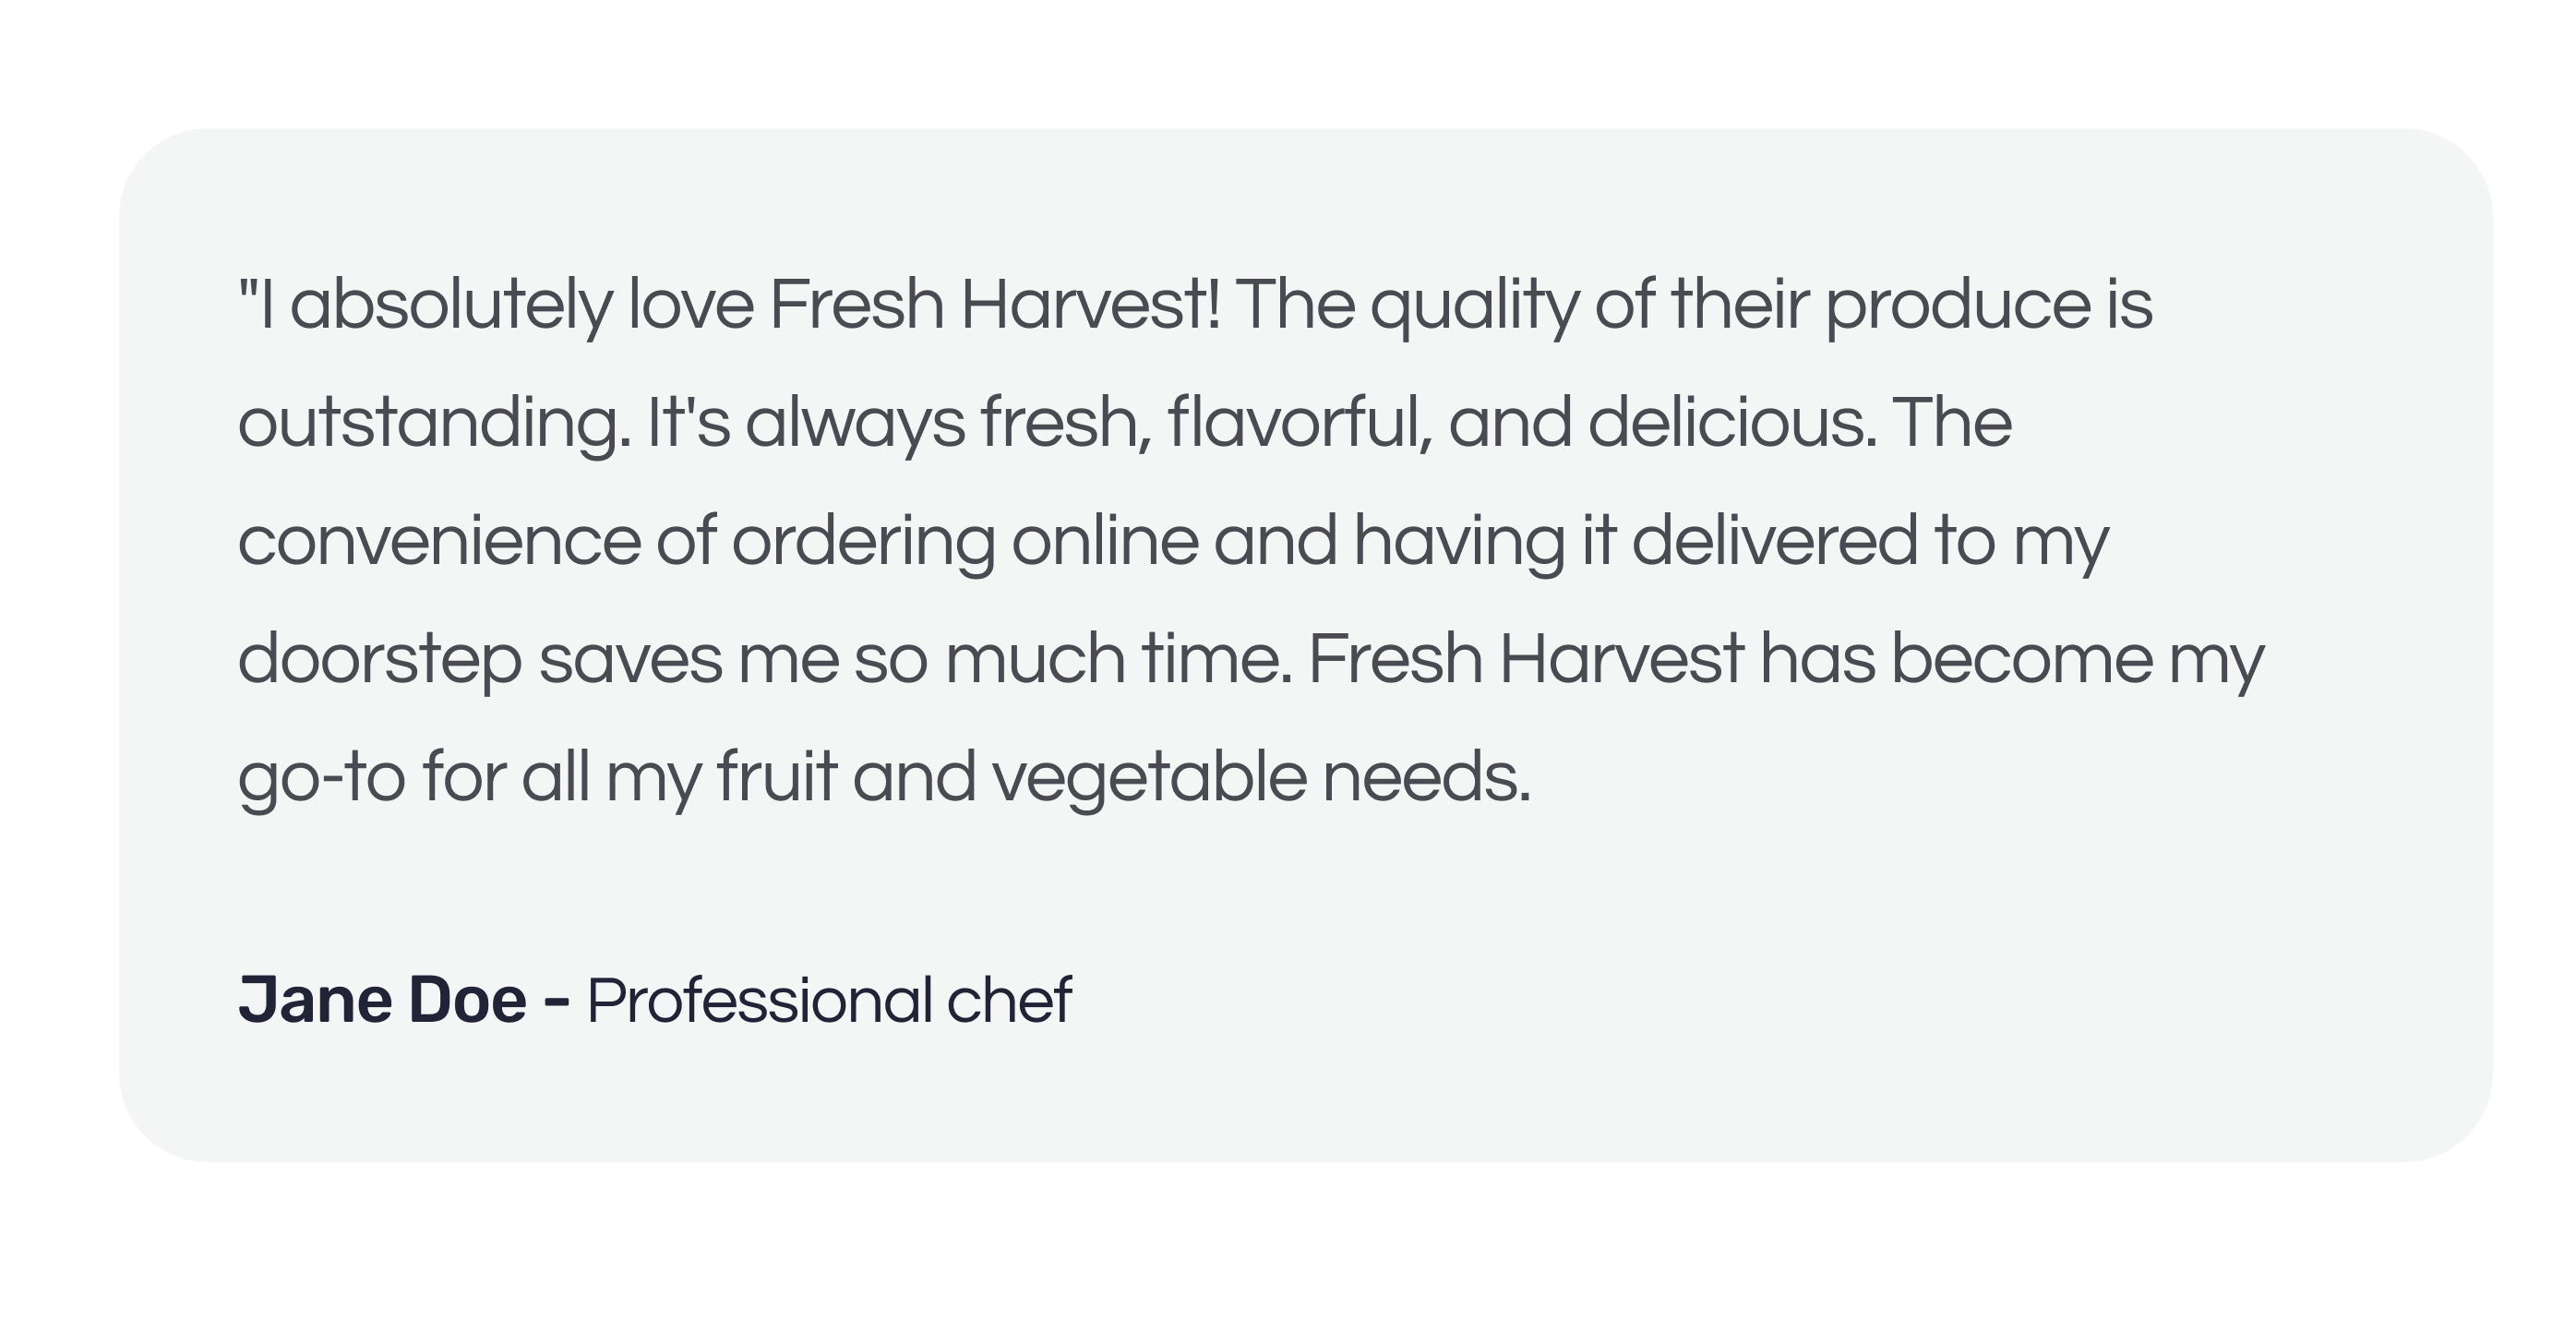 "I absolutely love Fresh Harvest! The quality of their produce is
outstanding. It's always fresh, flavorful, and delicious. The
convenience of ordering online and having it delivered to my
doorstep saves me so much time. Fresh Harvest has become my
go-to for all my fruit and vegetable needs.
Jane Doe - Professional chef